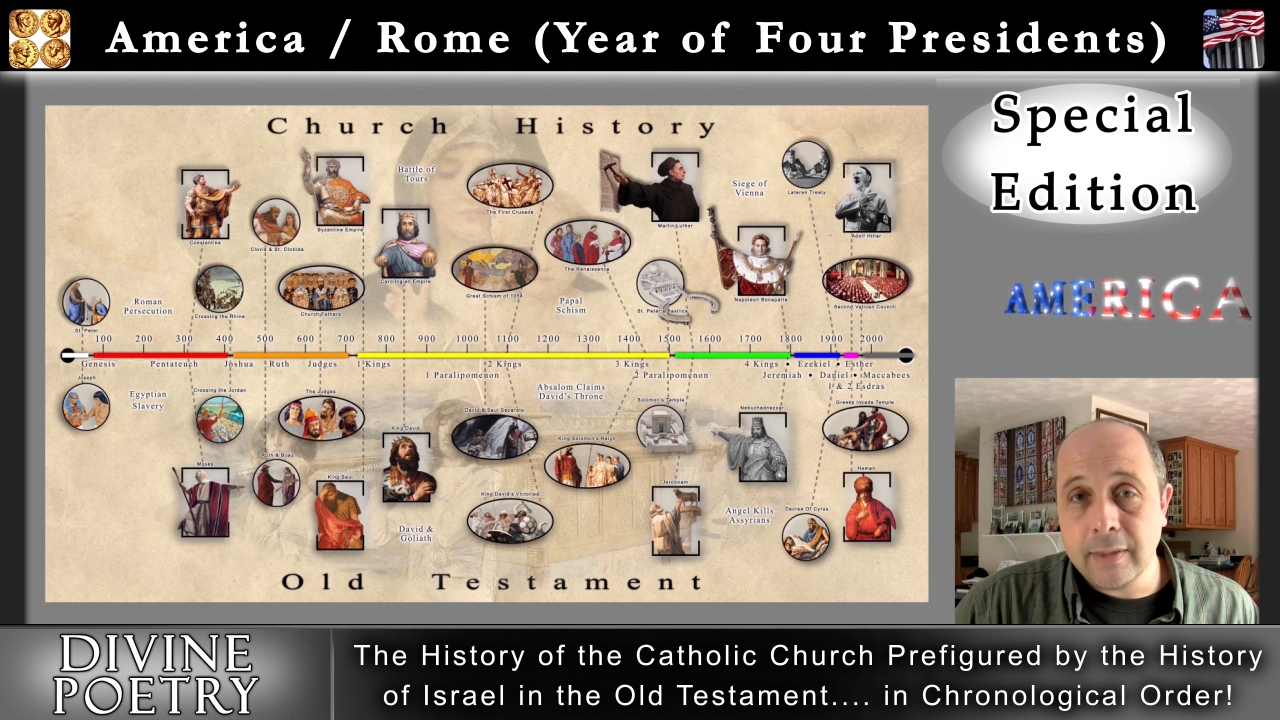 America / Rome (Year of Four Presidents)
Church History
Special
Edition
AMERICA
Battle of
Tours
Siege of
Vienna
The First Crusade
Lateran Treaty
Martin Luther
Byzantine Empire
Constantine
Clovis & St. Clotilda
Adolf Hitler
The Renaissance
Carolingian Empire
Great Schism of 1054
Napoleon Bonaparte
Second Vatican Council
St. Peter's Basilica
Church Fathers
Crossing the Rhine
Roman
Persecution
Papal
Schism
St. Peter
100 200 300 400 500 600 700 800 900 1000 1100 1200 1300 1400 1500 1600 1700 1800 1900 2000
Genesis Pentateuch Joshua Ruth Judges 1 Kings 2 Kings 3 Kings 4 Kings • Ezekiel • Esther
1 Paralipomenon 2 Paralipomenon Jeremiah • Daniel • Maccabees
1 & 2 Esdras
Joseph
Egyptian
Slavery
Crossing the Jordan
The Judges
Absalom Claims
David's Throne
Solomon's Temple
Greeks Invade Temple
David & Saul Separate
Nebuchadnezzar
King David
King Solomon's Reign
Ruth & Boaz
Moses
King Saul
Jeroboam
Haman
King David's Victories
Decree Of Cyrus
Angel Kills
Assyrians
David &
Goliath
Old Testament
DIVINE
POETRY
The History of the Catholic Church Prefigured by the History
of Israel in the Old Testament.... in Chronological Order!